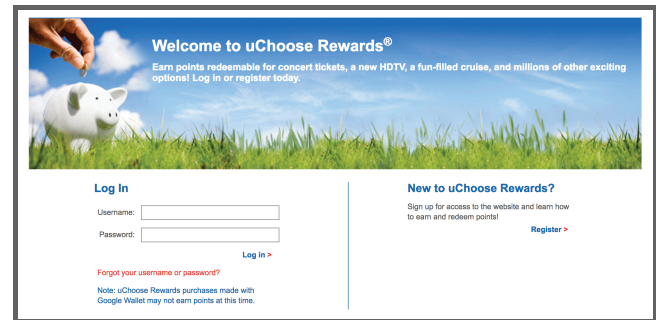 Welcome to uChoose Rewards®
Earn points redeemable for concert tickets, a new HDTV, a fun-filled cruise, and millions of other exciting
options! Log in or register today.
Log In
Username:
Password:
Log in >
Forgot your username or password?
Note: uChoose Rewards purchases made with
Google Wallet may not earn points at this time.
New to uChoose Rewards?
Sign up for access to the website and learn how
to earn and redeem points!
Register >